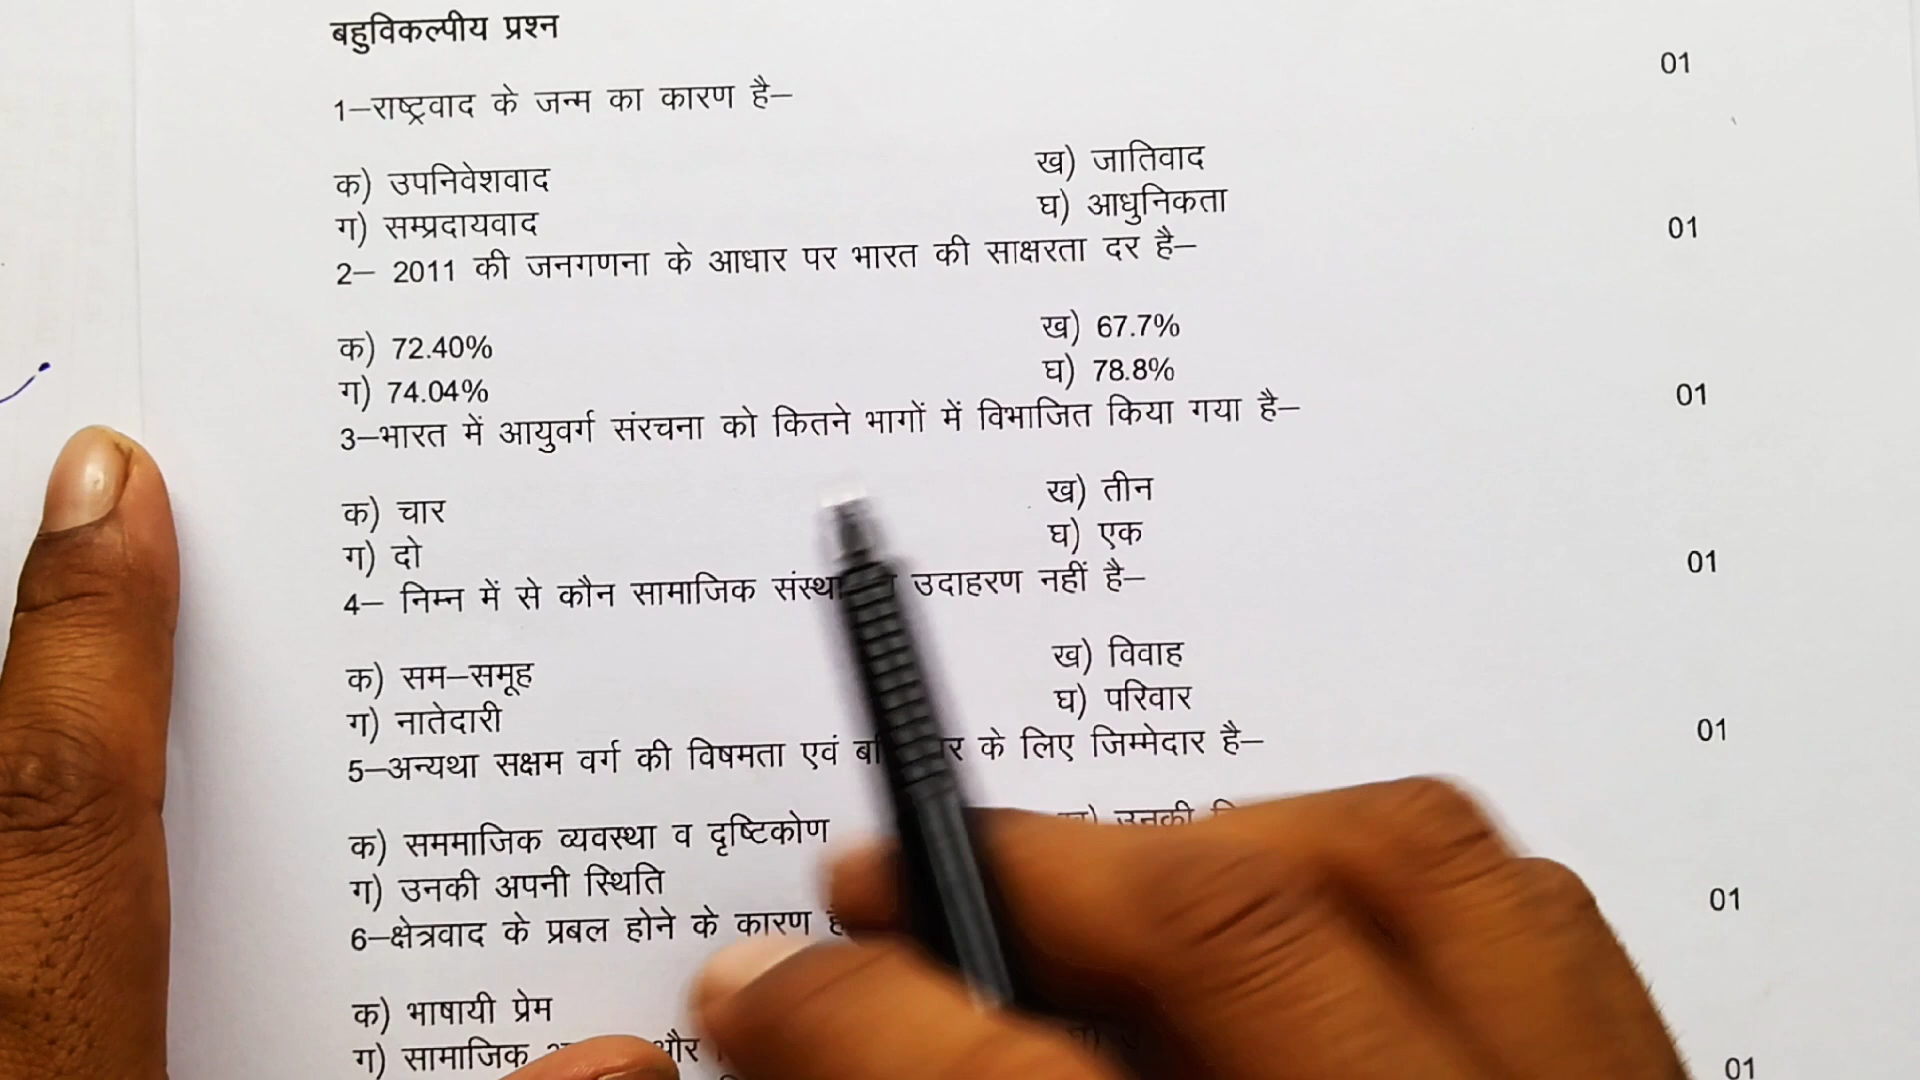 बहुविकल्पीय प्रश्न
01
1–राष्ट्रवाद के जन्म का कारण है–
क) उपनिवेशवाद ख) जातिवाद
ग) सम्प्रदायवाद घ) आधुनिकता
01
2– 2011 की जनगणना के आधार पर भारत की साक्षरता दर है–
क) 72.40% ख) 67.7%
ग) 74.04% घ) 78.8%
01
3–भारत में आयुवर्ग संरचना को कितने भागों में विभाजित किया गया है–
क) चार ख) तीन
ग) दो घ) एक
01
4– निम्न में से कौन सामाजिक संस्था उदाहरण नहीं है–
क) सम–समूह ख) विवाह
ग) नातेदारी घ) परिवार
01
5–अन्यथा सक्षम वर्ग की विषमता एवं के लिए जिम्मेदार है–
क) सममाजिक व्यवस्था व दृष्टिकोण ख) उनकी
ग) उनकी अपनी स्थिति
01
6–क्षेत्रवाद के प्रबल होने के कारण
क) भाषायी प्रेम
ग) सामाजिक और
01